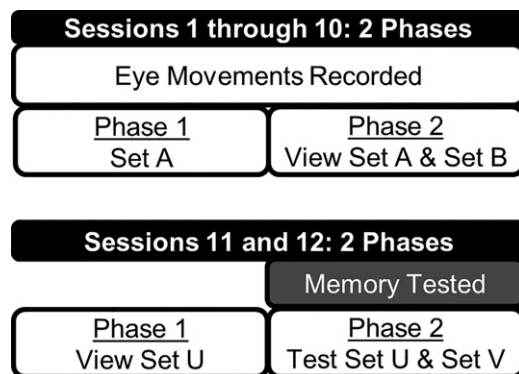 Sessions 1 through 10: 2 Phases
Eye Movements Recorded
Phase 1
Set A
Phase 2
View Set A & Set B
Sessions 11 and 12: 2 Phases
Memory Tested
Phase 1
View Set U
Phase 2
Test Set U & Set V